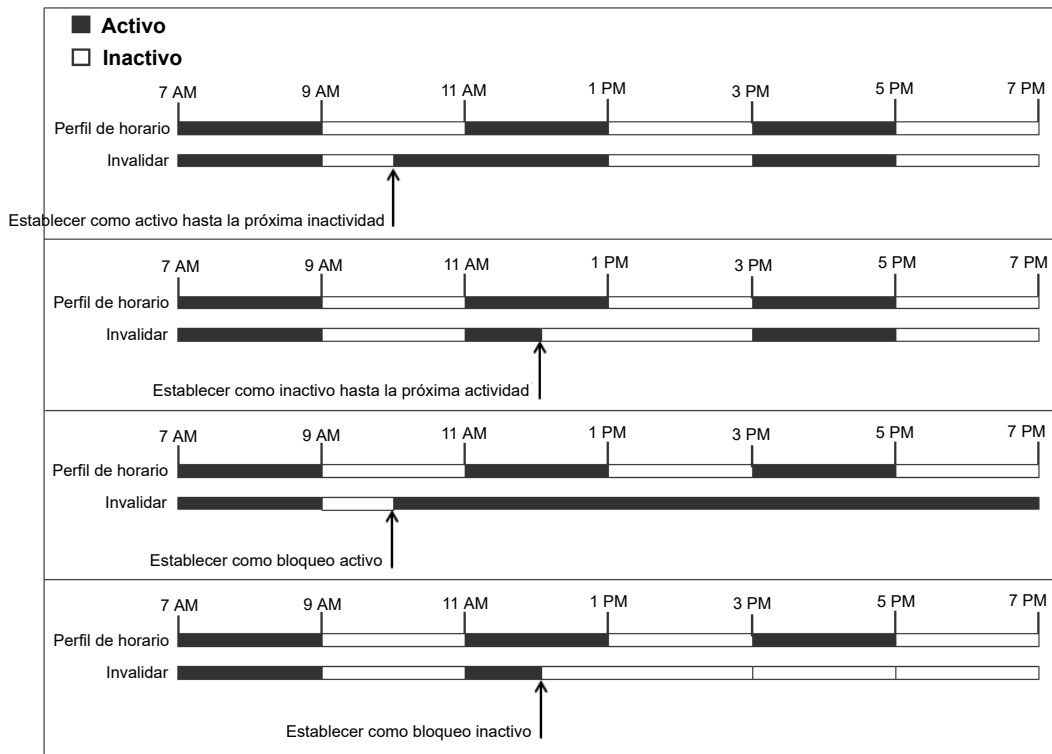 Activo
Inactivo
7 AM 9 AM 11 AM 1 PM 3 PM 5 PM 7 PM
Perfil de horario
Invalidar
Establecer como activo hasta la próxima inactividad
7 AM 9 AM 11 AM 1 PM 3 PM 5 PM 7 PM
Perfil de horario
Invalidar
Establecer como inactivo hasta la próxima actividad
7 AM 9 AM 11 AM 1 PM 3 PM 5 PM 7 PM
Perfil de horario
Invalidar
Establecer como bloqueo activo
7 AM 9 AM 11 AM 1 PM 3 PM 5 PM 7 PM
Perfil de horario
Invalidar
Establecer como bloqueo inactivo